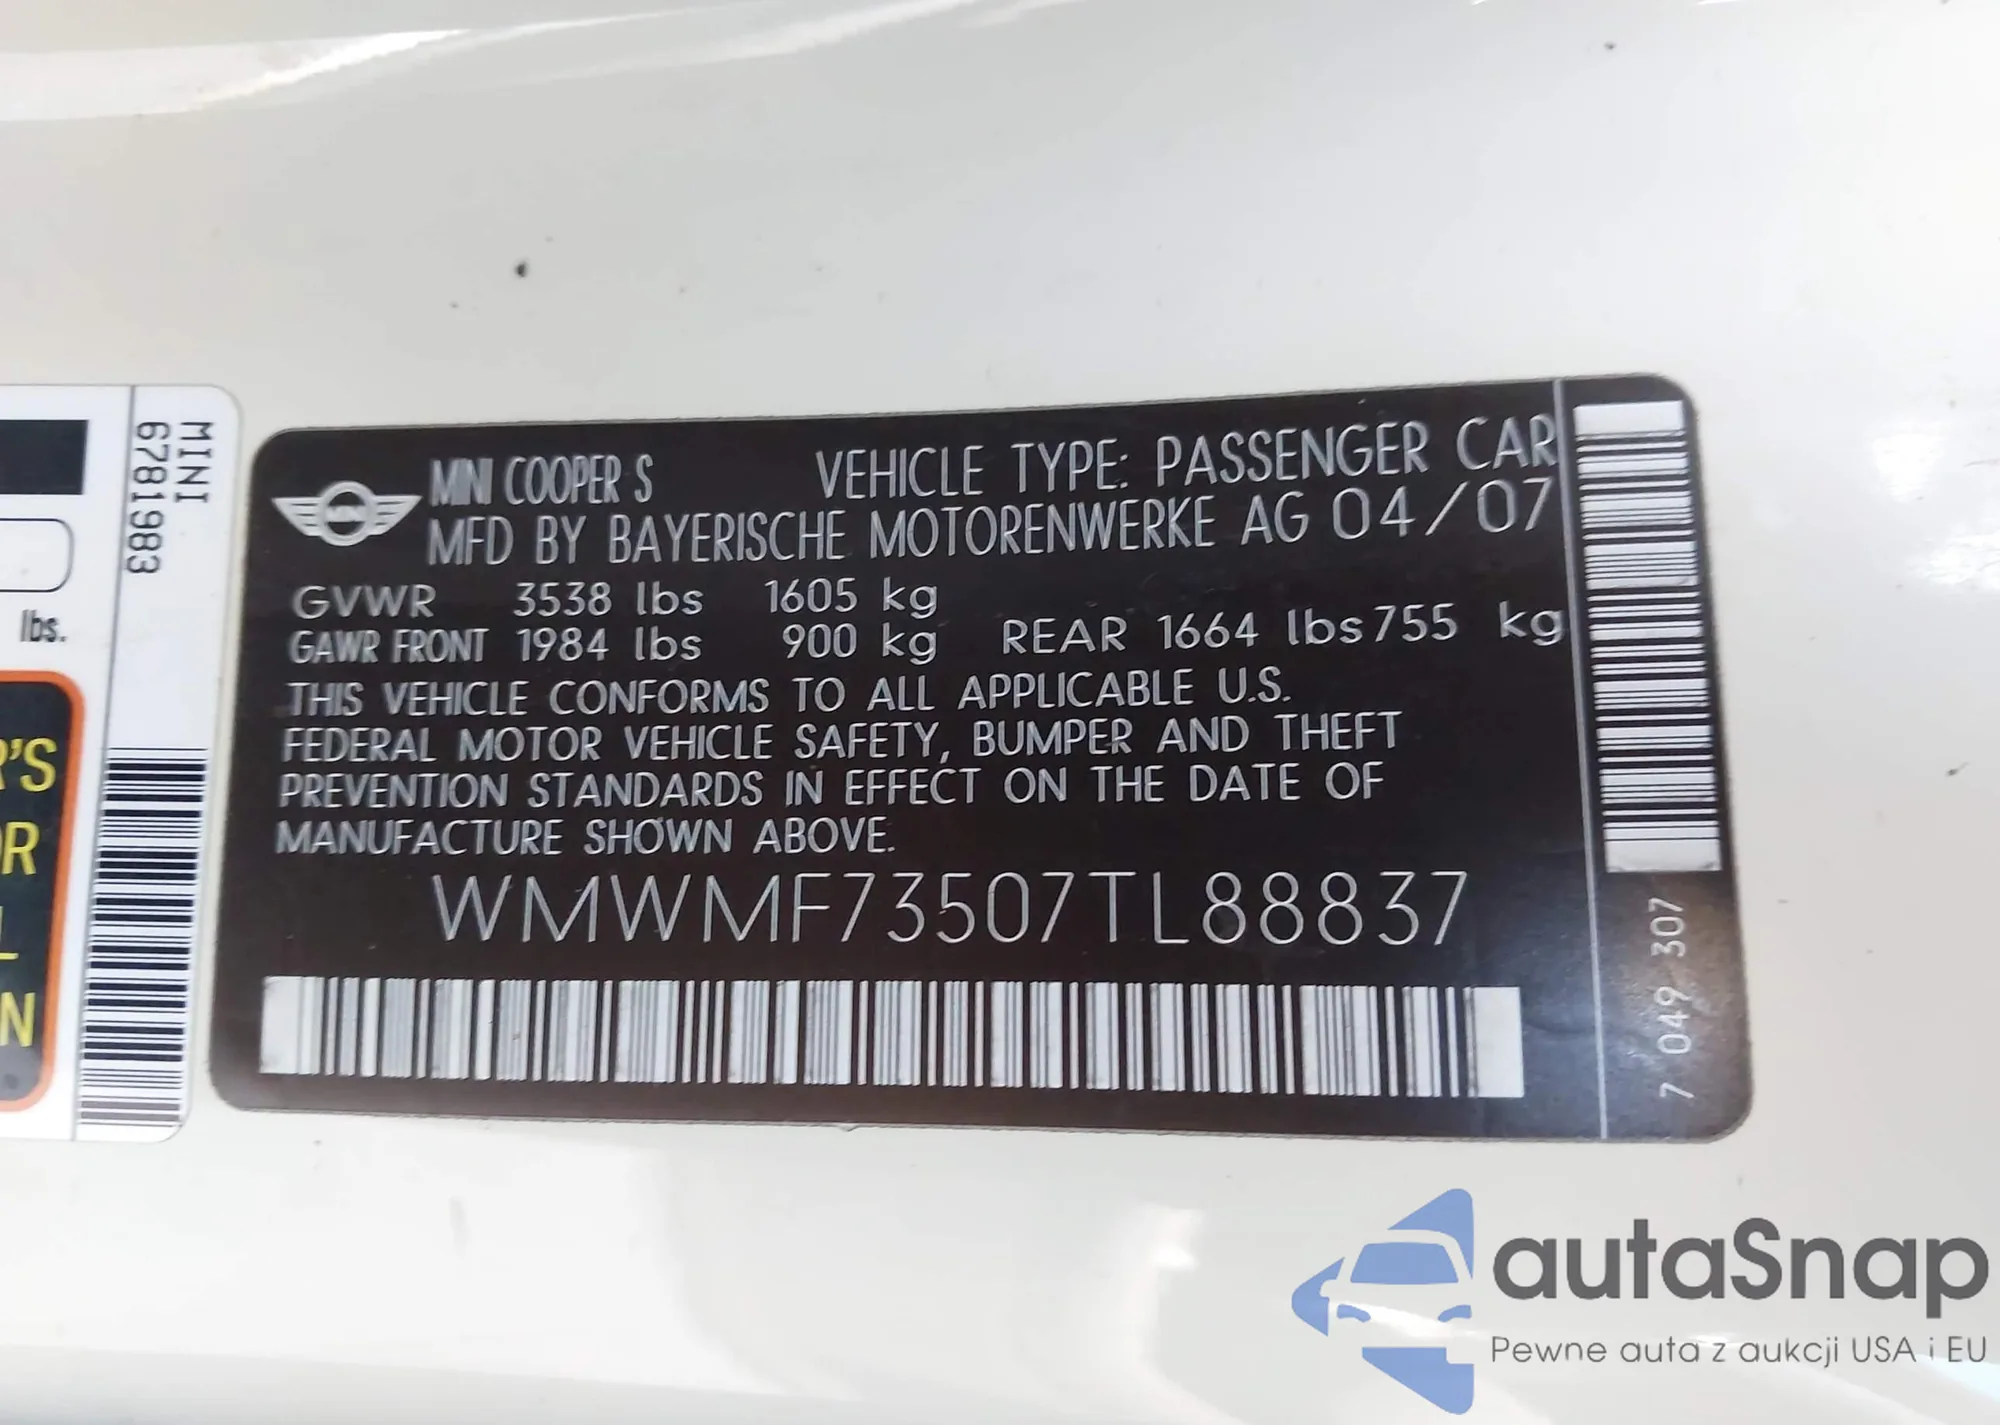 MINI
6781983
lbs.
R'S
OR
L
N
MINI COOPER S VEHICLE TYPE: PASSENGER CAR
MINI
MFD BY BAYERISCHE MOTORENWERKE AG 04/07
GVWR 3538 lbs 1605 kg
GAWR FRONT 1984 lbs 900 kg REAR 1664 lbs 755 kg
THIS VEHICLE CONFORMS TO ALL APPLICABLE U.S.
FEDERAL MOTOR VEHICLE SAFETY, BUMPER AND THEFT
PREVENTION STANDARDS IN EFFECT ON THE DATE OF
MANUFACTURE SHOWN ABOVE.
WMWMF73507TL88837
7 049 307
autaSnap
Pewne auta z aukcji USA i EU